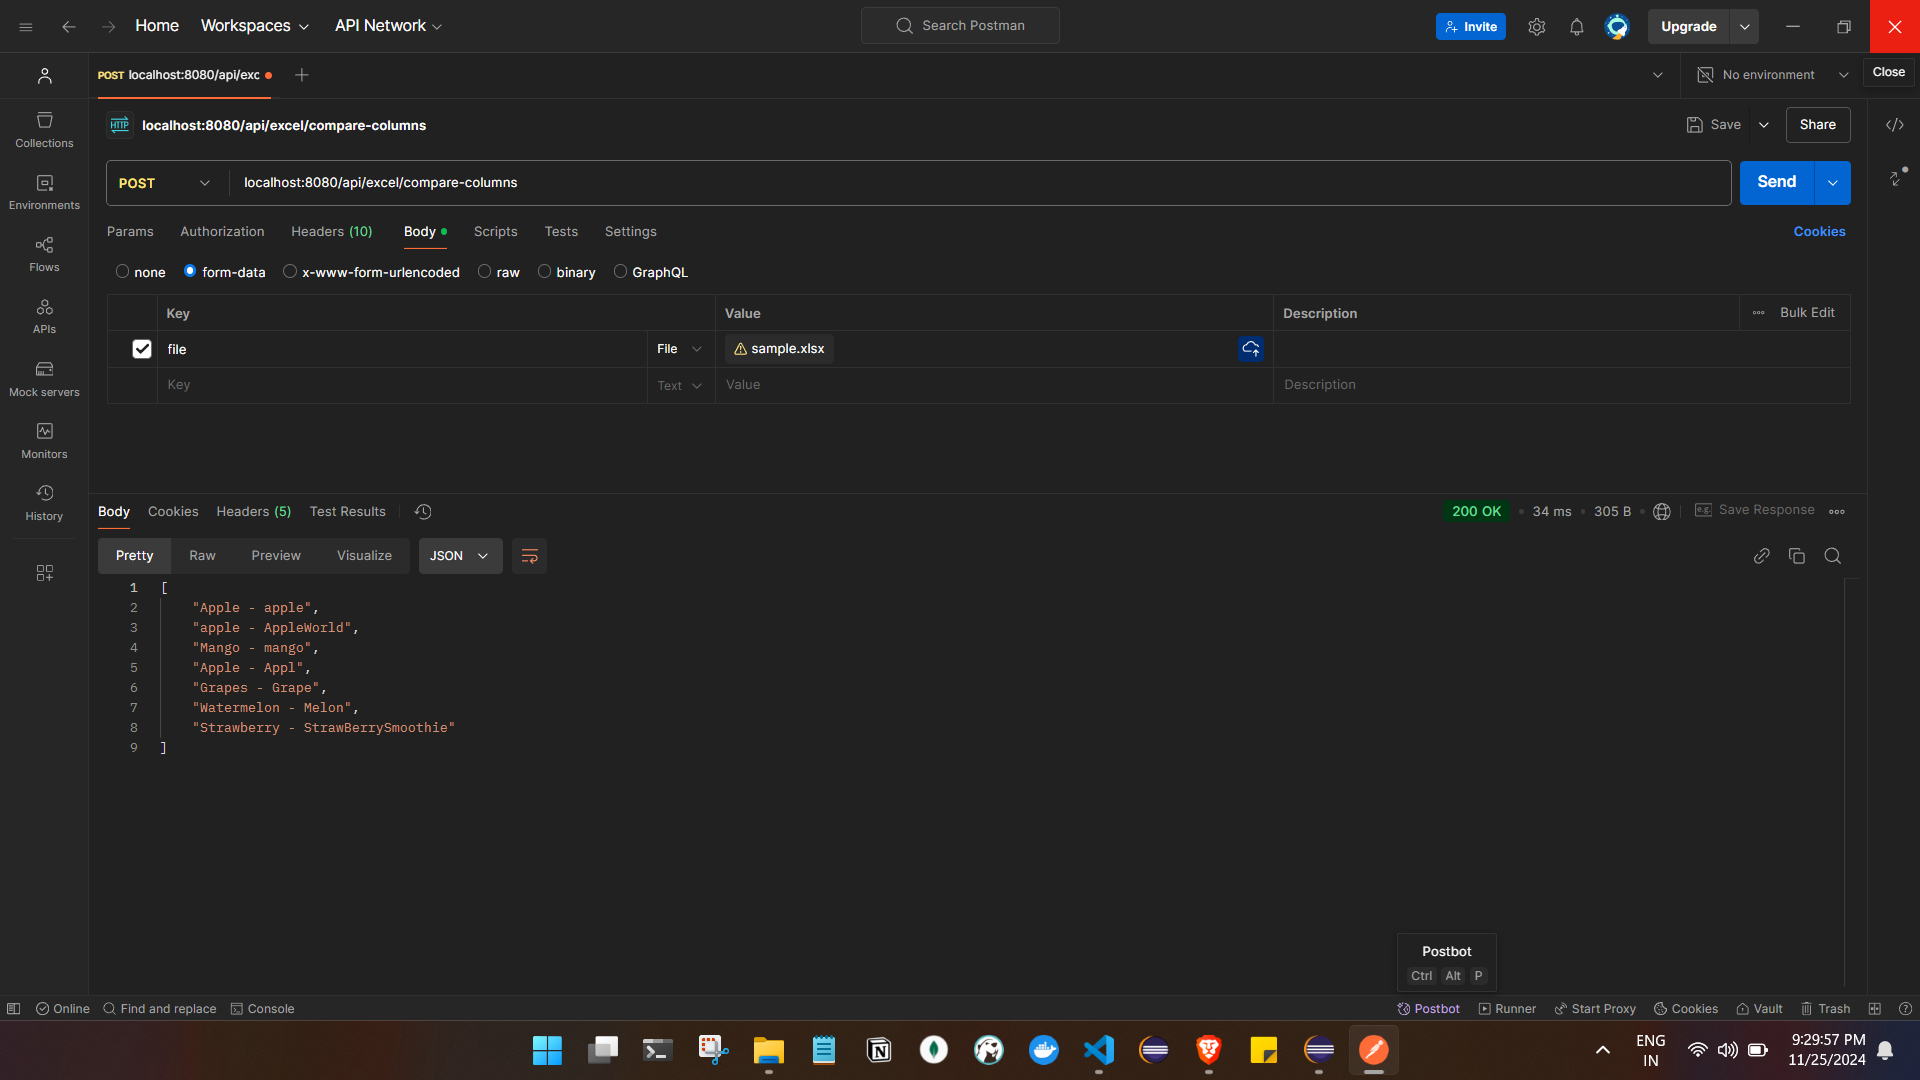 Home Workspaces API Network Search Postman Invite Upgrade
POST localhost:8080/api/exc No environment Close
HTTP localhost:8080/api/excel/compare-columns Save Share
POST localhost:8080/api/excel/compare-columns Send
Params Authorization Headers (10) Body Scripts Tests Settings Cookies
none form-data x-www-form-urlencoded raw binary GraphQL
Key Value Description Bulk Edit
file File sample.xlsx
Key Text Value Description
Collections
Environments
Flows
APIs
Mock servers
Monitors
History
Body Cookies Headers (5) Test Results 200 OK 34 ms 305 B e.g. Save Response
Pretty Raw Preview Visualize JSON
1 [
2 "Apple - apple",
3 "apple - AppleWorld",
4 "Mango - mango",
5 "Apple - Appl",
6 "Grapes - Grape",
7 "Watermelon - Melon",
8 "Strawberry - StrawBerrySmoothie"
9 ]
Postbot
Ctrl Alt P
Online Find and replace Console Postbot Runner Start Proxy Cookies Vault Trash
ENG 9:29:57 PM
IN 11/25/2024